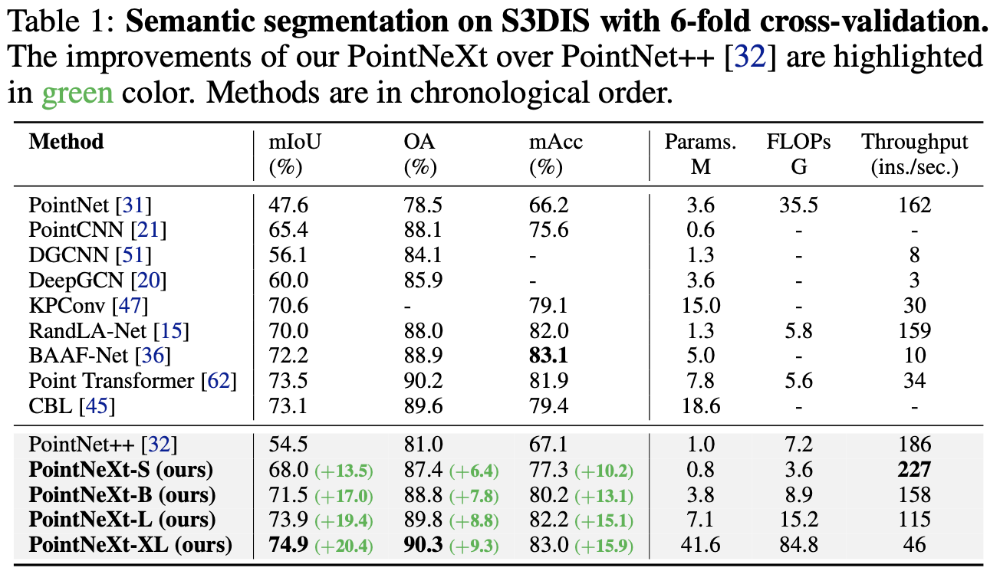 Table 1: Semantic segmentation on S3DIS with 6-fold cross-validation.
The improvements of our PointNeXt over PointNet++ [32] are highlighted
in green color. Methods are in chronological order.
Method mIoU OA mAcc Params. FLOPs Throughput
(%) (%) (%) M G (ins./sec.)
PointNet [31] 47.6 78.5 66.2 3.6 35.5 162
PointCNN [21] 65.4 88.1 75.6 0.6 - -
DGCNN [51] 56.1 84.1 - 1.3 - 8
DeepGCN [20] 60.0 85.9 - 3.6 - 3
KPConv [47] 70.6 - 79.1 15.0 - 30
RandLA-Net [15] 70.0 88.0 82.0 1.3 5.8 159
BAAF-Net [36] 72.2 88.9 83.1 5.0 - 10
Point Transformer [62] 73.5 90.2 81.9 7.8 5.6 34
CBL [45] 73.1 89.6 79.4 18.6 - -
PointNet++ [32] 54.5 81.0 67.1 1.0 7.2 186
PointNeXt-S (ours) 68.0 (+13.5) 87.4 (+6.4) 77.3 (+10.2) 0.8 3.6 227
PointNeXt-B (ours) 71.5 (+17.0) 88.8 (+7.8) 80.2 (+13.1) 3.8 8.9 158
PointNeXt-L (ours) 73.9 (+19.4) 89.8 (+8.8) 82.2 (+15.1) 7.1 15.2 115
PointNeXt-XL (ours) 74.9 (+20.4) 90.3 (+9.3) 83.0 (+15.9) 41.6 84.8 46